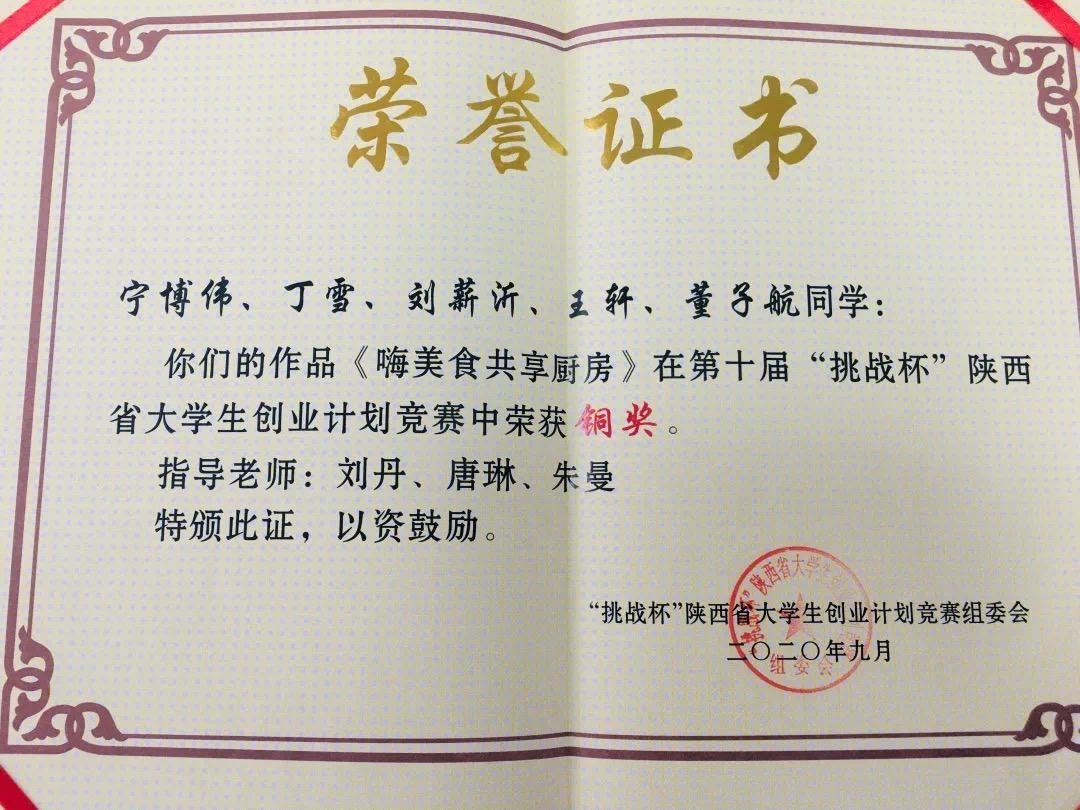 荣誉证书
宁博伟、丁雪、刘薪沂、王轩、董子航同学：
你们的作品《嗨美食共享厨房》在第十届“挑战杯”陕西
省大学生创业计划竞赛中荣获铜奖。
指导老师：刘丹、唐琳、朱曼
特颁此证，以资鼓励。
“挑战杯”陕西省大学生创业计划竞赛组委会
二〇二〇年九月
组委会